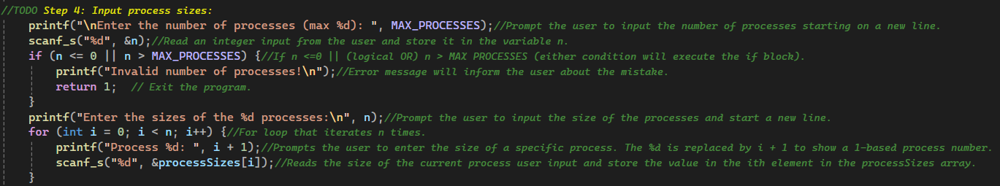 //TODO Step 4: Input process sizes:
printf("\nEnter the number of processes (max %d): ", MAX_PROCESSES);//Prompt the user to input the number of processes starting on a new line.
scanf_s("%d", &n);//Read an integer input from the user and store it in the variable n.
if (n <= 0 || n > MAX_PROCESSES) {//If n <=0 || (logical OR) n > MAX PROCESSES (either condition will execute the if block).
printf("Invalid number of processes!\n");//Error message will inform the user about the mistake.
return 1;  // Exit the program.
}
printf("Enter the sizes of the %d processes:\n", n);//Prompt the user to input the size of the processes and start a new line.
for (int i = 0; i < n; i++) {//For loop that iterates n times.
printf("Process %d: ", i + 1);//Prompts the user to enter the size of a specific process. The %d is replaced by i + 1 to show a 1-based process number.
scanf_s("%d", &processSizes[i]);//Reads the size of the current process user input and store the value in the ith element in the processSizes array.
}